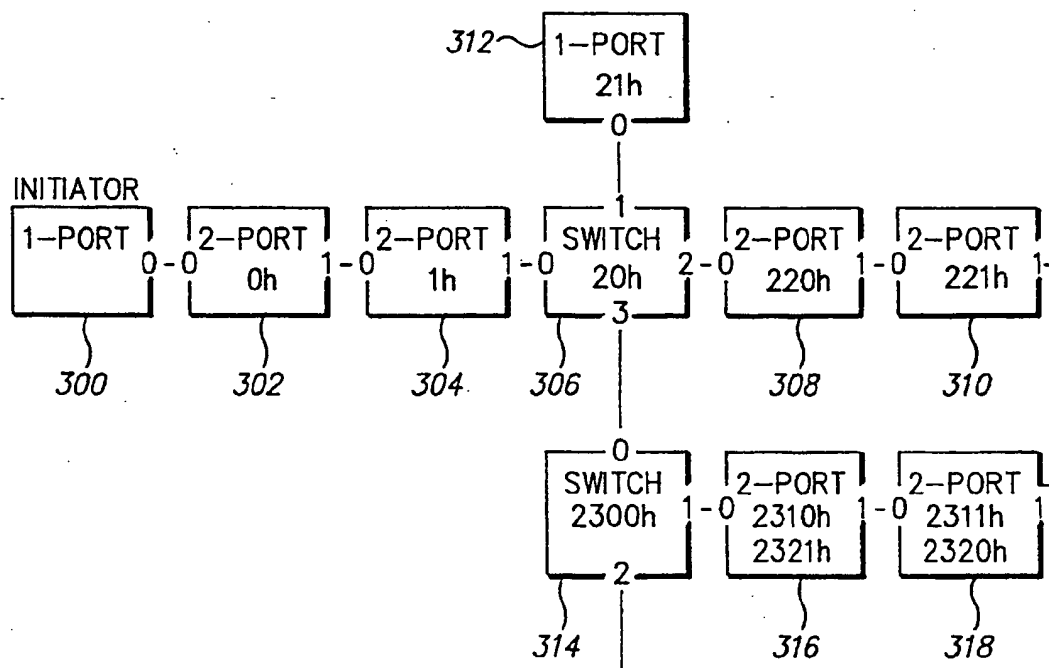 312
1-PORT
21h
0
INITIATOR
1-PORT 0-0 2-PORT 0h 1-0 2-PORT 1h 1-0 SWITCH 20h 1 2 3 -0 2-PORT 220h 1-0 2-PORT 221h 1-
300 302 304 306 308 310
0
SWITCH 2300h 1-0 2-PORT 2310h 2321h 1-0 2-PORT 2311h 2320h 1
2
314 316 318